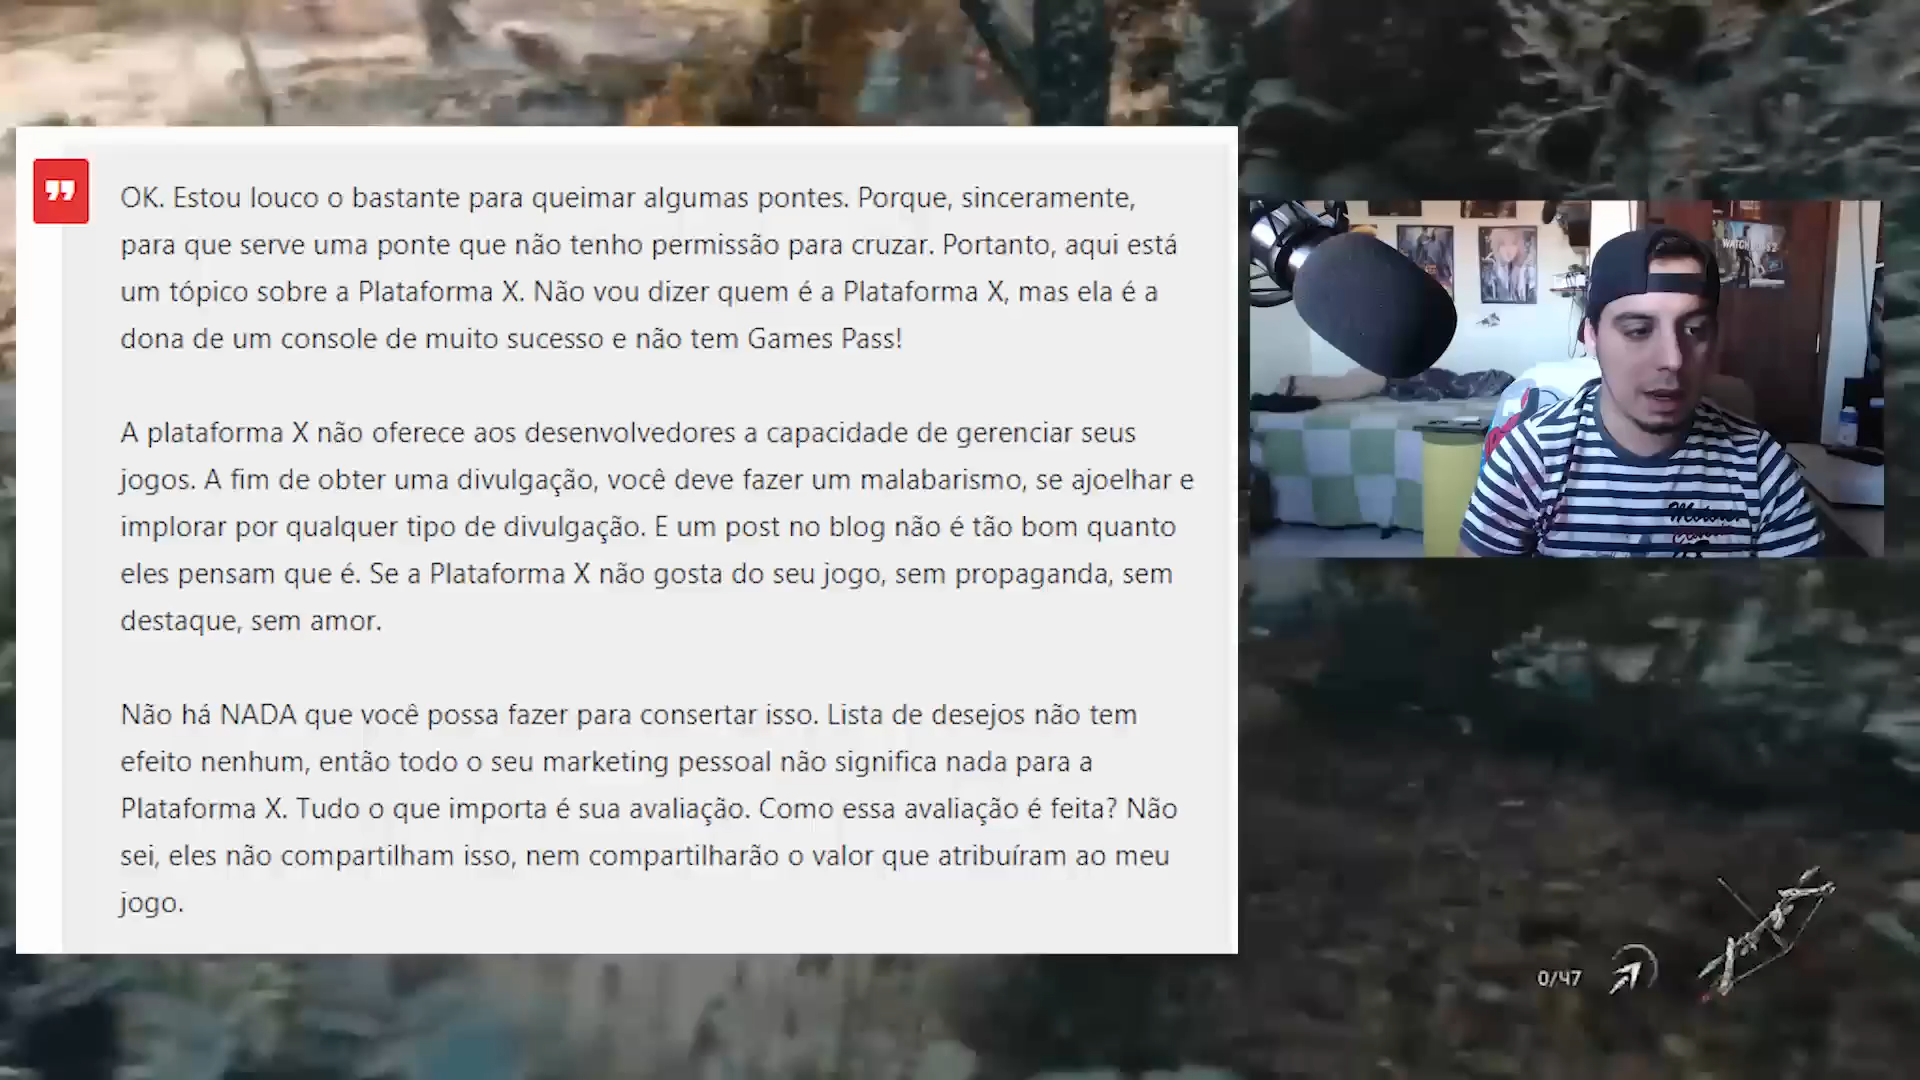 OK. Estou louco o bastante para queimar algumas pontes. Porque, sinceramente,
para que serve uma ponte que não tenho permissão para cruzar. Portanto, aqui está
um tópico sobre a Plataforma X. Não vou dizer quem é a Plataforma X, mas ela é a
dona de um console de muito sucesso e não tem Games Pass!
A plataforma X não oferece aos desenvolvedores a capacidade de gerenciar seus
jogos. A fim de obter uma divulgação, você deve fazer um malabarismo, se ajoelhar e
implorar por qualquer tipo de divulgação. E um post no blog não é tão bom quanto
eles pensam que é. Se a Plataforma X não gosta do seu jogo, sem propaganda, sem
destaque, sem amor.
Não há NADA que você possa fazer para consertar isso. Lista de desejos não tem
efeito nenhum, então todo o seu marketing pessoal não significa nada para a
Plataforma X. Tudo o que importa é sua avaliação. Como essa avaliação é feita? Não
sei, eles não compartilham isso, nem compartilharão o valor que atribuíram ao meu
jogo.
0/47